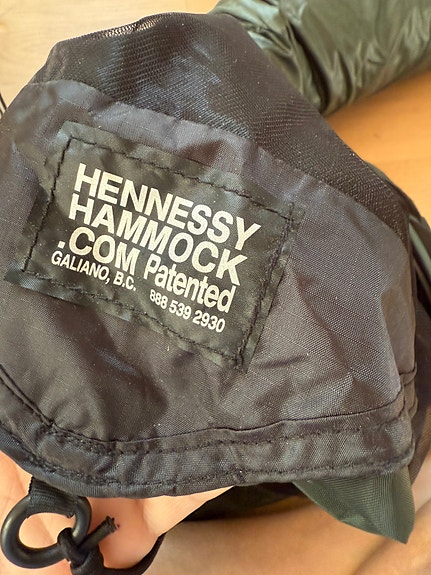 HENNESSY
HAMMOCK
.COM Patented
GALIANO, B.C. 888 539 2930